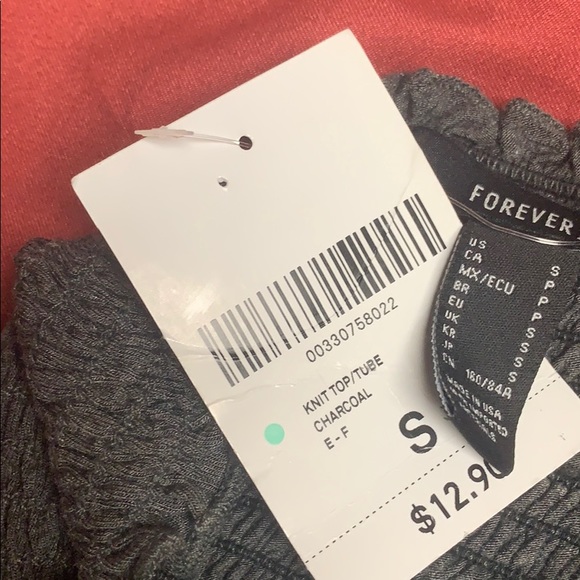 00330758022
KNIT TOP/TUBE
CHARCOAL
E - F
S
$12.90
FOREVER
US S
CA S
MX/ECU P
BR P
EU S
UK S
KR S
JP S
CN 160/84A
MADE IN USA